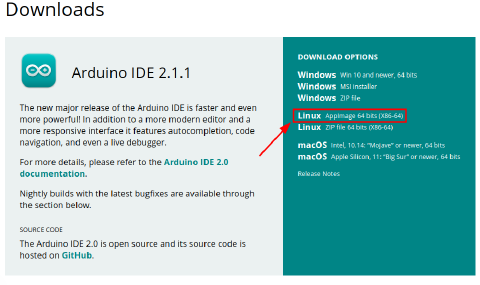 Downloads
Arduino IDE 2.1.1
The new major release of the Arduino IDE is faster and even
more powerful! In addition to a more modern editor and a
more responsive interface it features autocompletion, code
navigation, and even a live debugger.
For more details, please refer to the Arduino IDE 2.0
documentation.
Nightly builds with the latest bugfixes are available through
the section below.
SOURCE CODE
The Arduino IDE 2.0 is open source and its source code is
hosted on GitHub.
DOWNLOAD OPTIONS
Windows Win 10 and newer, 64 bits
Windows MSI installer
Windows ZIP file
Linux AppImage 64 bits (X86-64)
Linux ZIP file 64 bits (X86-64)
macOS Intel, 10.14: "Mojave" or newer, 64 bits
macOS Apple Silicon, 11: "Big Sur" or newer, 64 bits
Release Notes